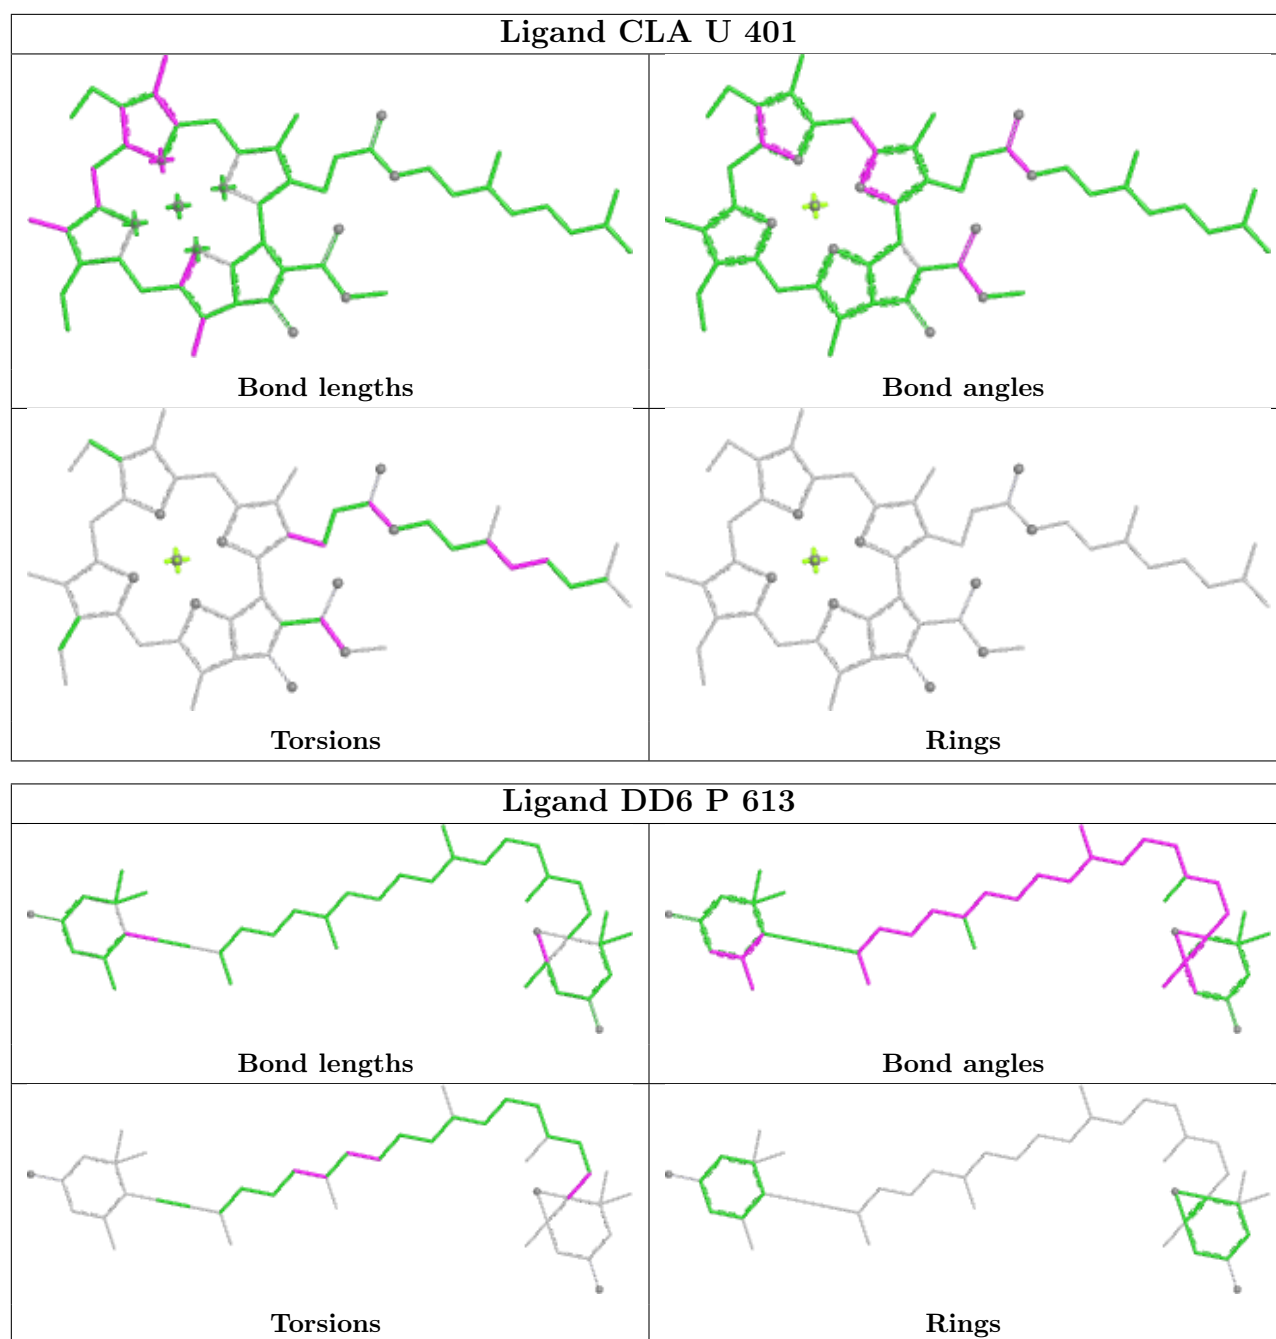 Ligand CLA U 401
Bond lengths
Bond angles
Torsions
Rings
Ligand DD6 P 613
Bond lengths
Bond angles
Torsions
Rings